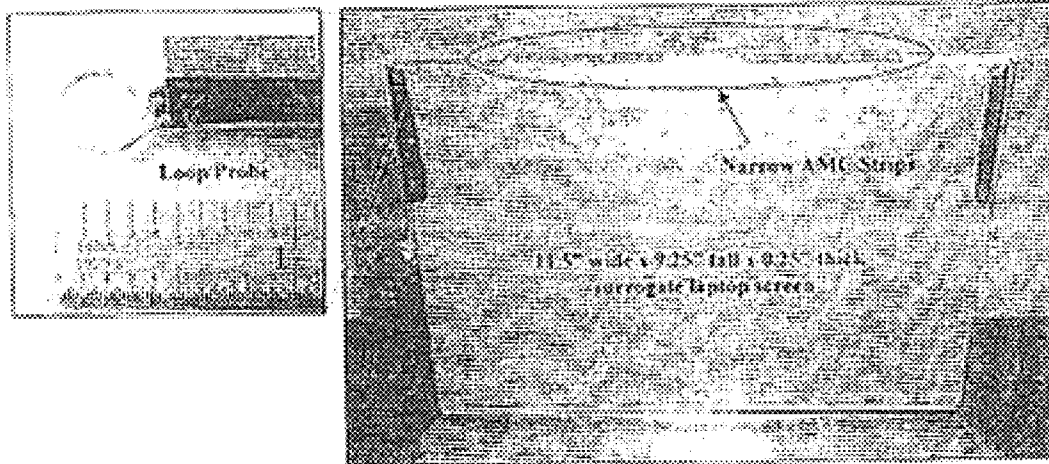 Loop Probe
Narrow AMC Strips
11.5" wide x 9.25" tall x 0.25" thick
surrogate laptop screen